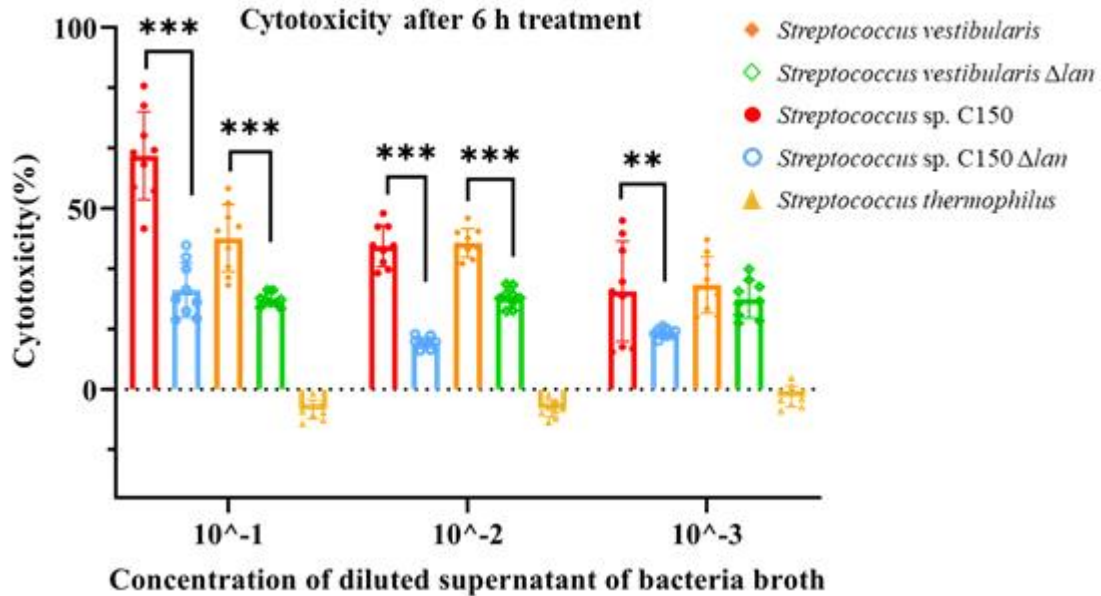 Cytotoxicity after 6 h treatment
Streptococcus vestibularis
Streptococcus vestibularis Δlan
Streptococcus sp. C150
Streptococcus sp. C150 Δlan
Streptococcus thermophilus
Cytotoxicity(%)
100
50
0
***
***
***
***
**
10^-1
10^-2
10^-3
Concentration of diluted supernatant of bacteria broth